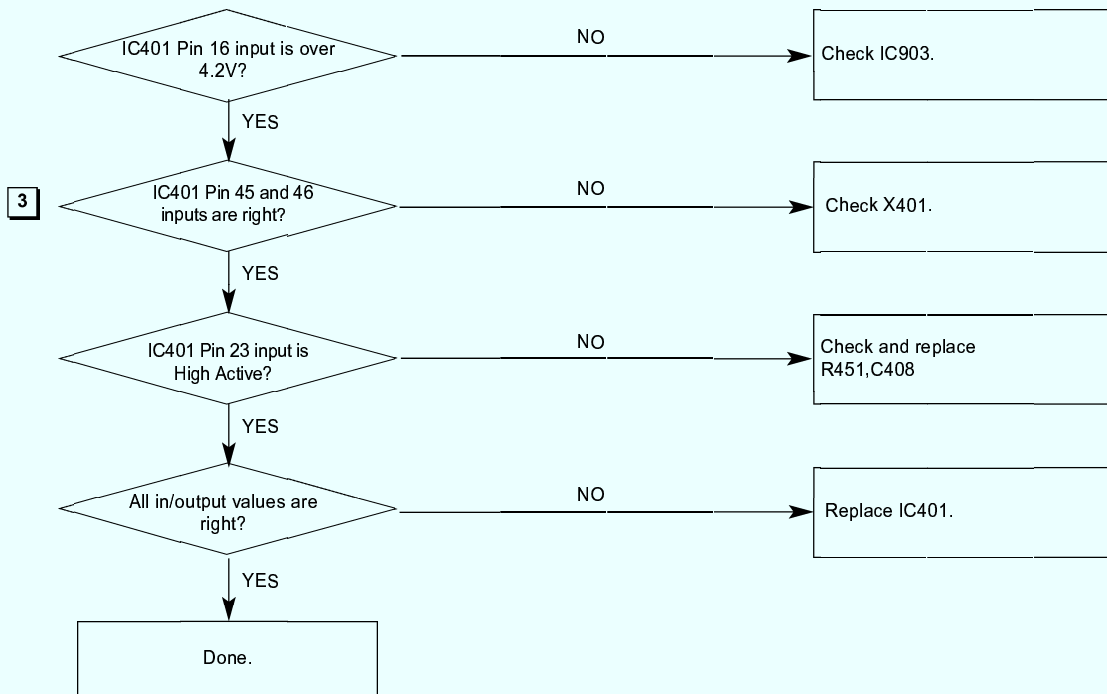 IC401 Pin 16 input is over
4.2V?
NO
Check IC903.
YES
3
IC401 Pin 45 and 46
inputs are right?
NO
Check X401.
YES
IC401 Pin 23 input is
High Active?
NO
Check and replace
R451,C408
YES
All in/output values are
right?
NO
Replace IC401.
YES
Done.